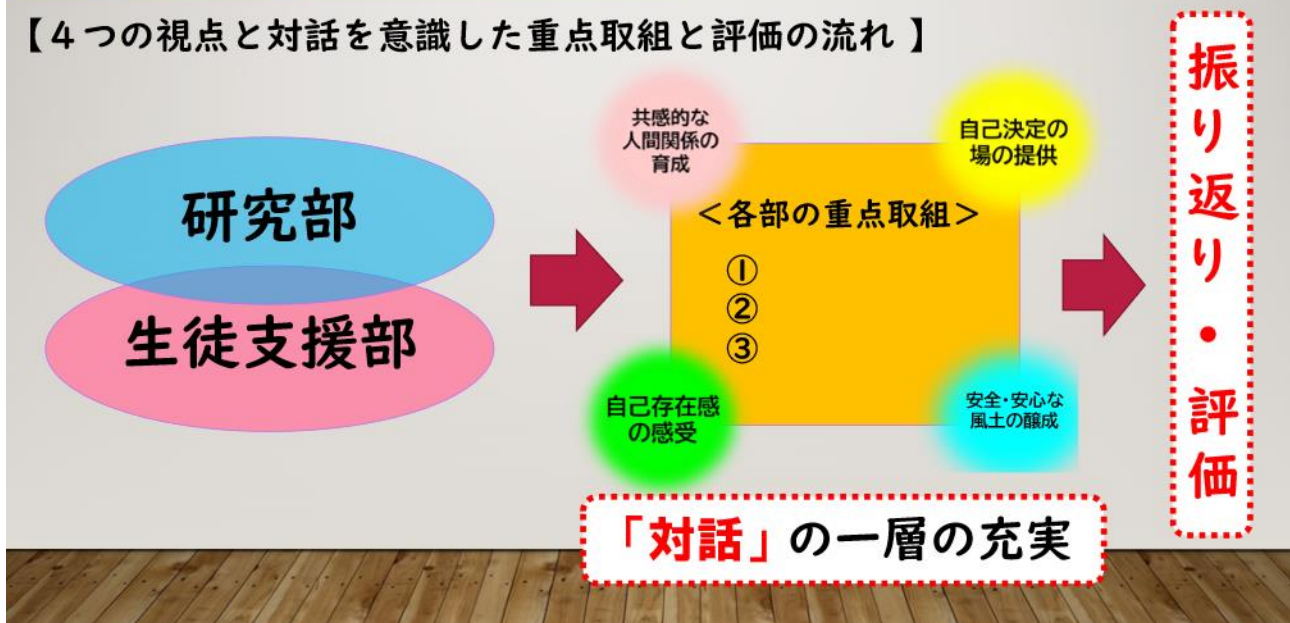 【４つの視点と対話を意識した重点取組と評価の流れ 】
研究部
生徒支援部
共感的な
人間関係の
育成
自己決定の
場の提供
＜各部の重点取組＞
①
②
③
自己存在感
の感受
安全・安心な
風土の醸成
「対話」の一層の充実
振り返り・評価